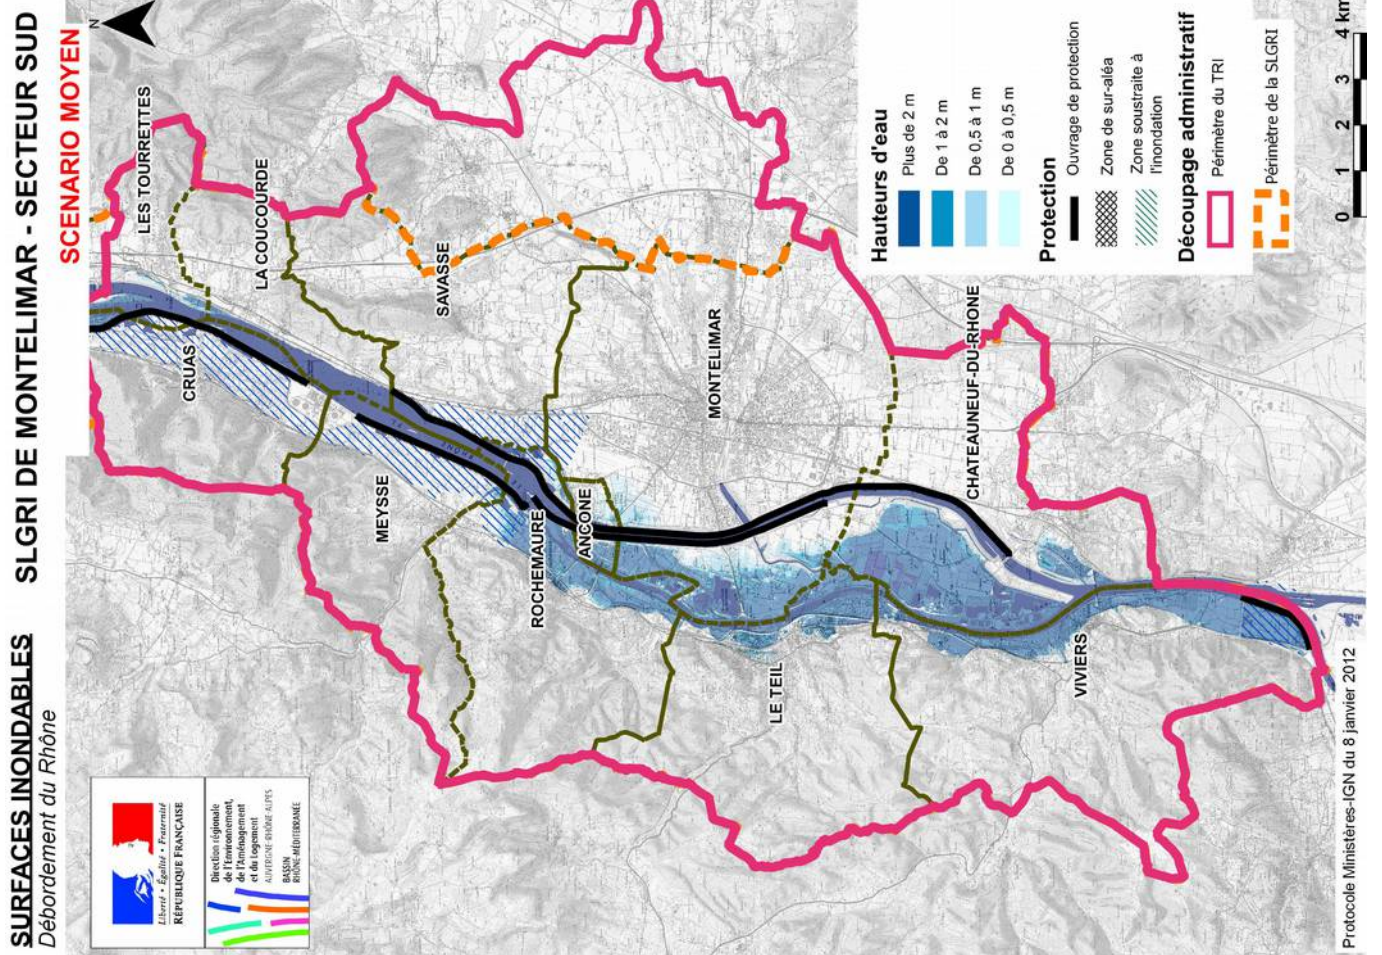 SURFACES INONDABLES
Débordement du Rhône
SLGRI DE MONTELIMAR - SECTEUR SUD
SCENARIO MOYEN
Liberté • Égalité • Fraternité
RÉPUBLIQUE FRANÇAISE
Direction régionale
de l'Environnement,
de l'Aménagement
et du Logement
AUVERGNE-RHÔNE-ALPES
BASSIN
RHÔNE-MÉDITERRANÉE
N
LES TOURRETTES
LA COUCOURDE
CRUAS
SAVASSE
MEYSSE
ROCHEMAURE
ANCONE
MONTELIMAR
LE TEIL
CHATEAUNEUF-DU-RHONE
VIVIERS
Hauteurs d'eau
Plus de 2 m
De 1 à 2 m
De 0,5 à 1 m
De 0 à 0,5 m
Protection
Ouvrage de protection
Zone de sur-aléa
Zone soustraite à
l'inondation
Découpage administratif
Périmètre du TRI
Périmètre de la SLGRI
0 1 2 3 4 km
Protocole Ministères-IGN du 8 janvier 2012